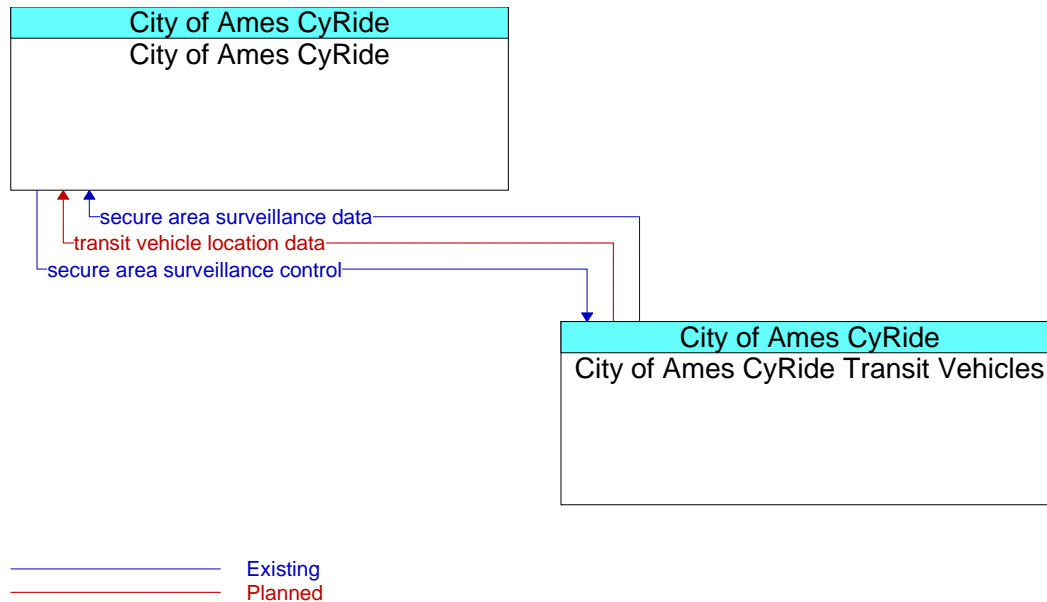 City of Ames CyRide
City of Ames CyRide
secure area surveillance data
transit vehicle location data
secure area surveillance control
City of Ames CyRide
City of Ames CyRide Transit Vehicles
Existing
Planned